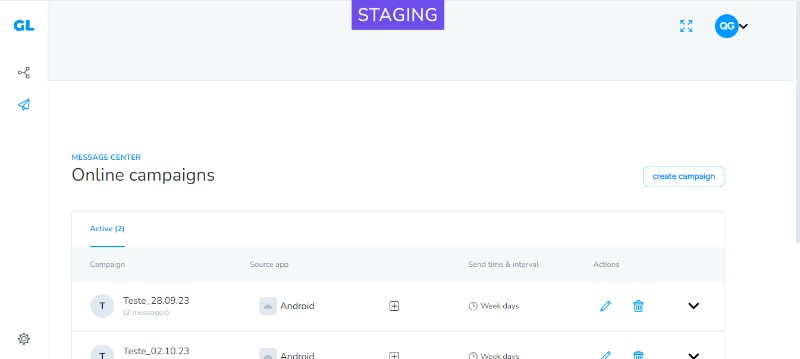 STAGING
GL
QG
MESSAGE CENTER
Online campaigns
create campaign
Active (2)
Campaign Source app Send time & interval Actions
T Teste_28.09.23 Android Week days
(2 messages)
T Teste_02.10.23 Android Week days